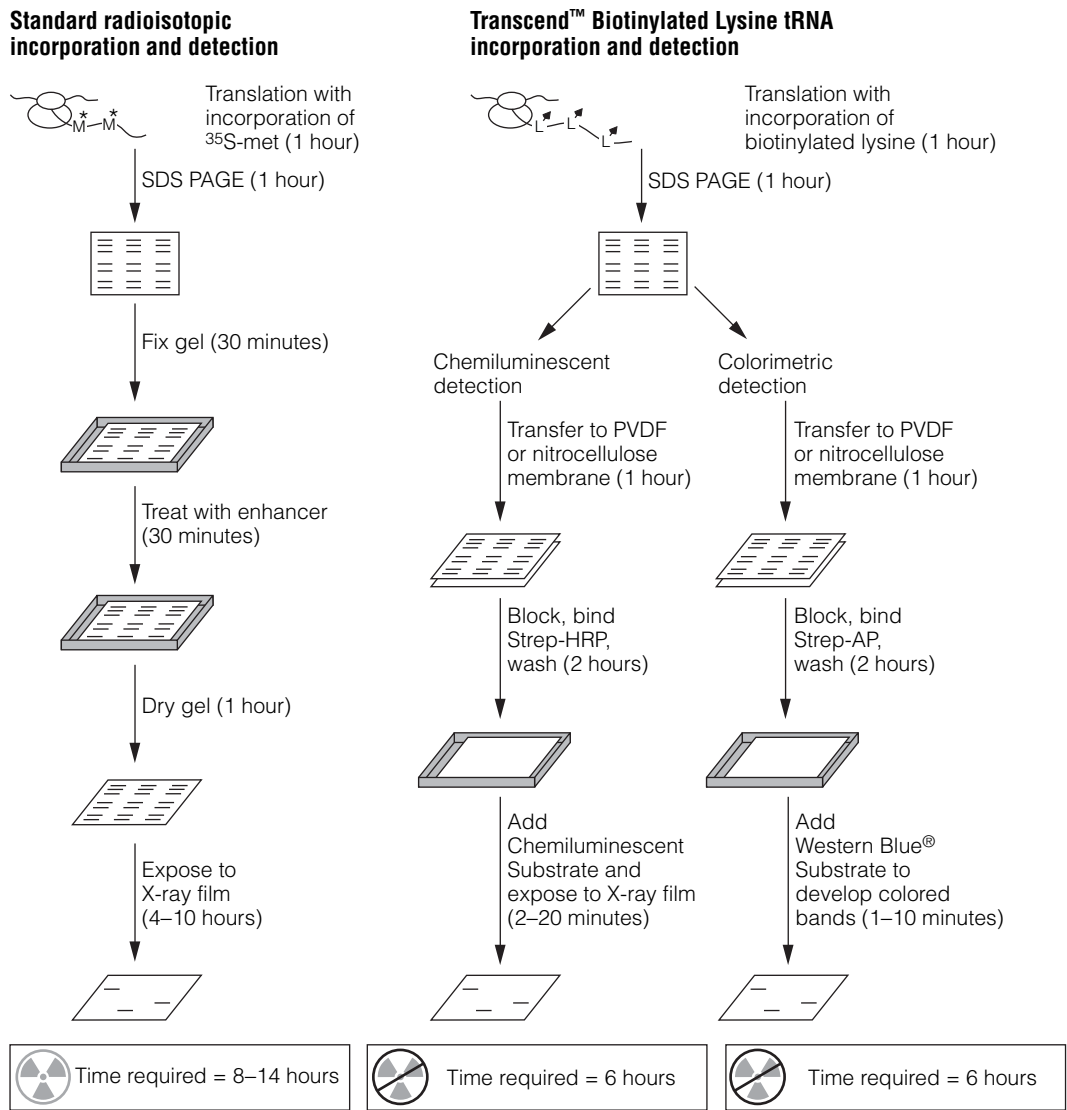 Standard radioisotopic
incorporation and detection
Translation with
incorporation of
35S-met (1 hour)
M* M*
SDS PAGE (1 hour)
Fix gel (30 minutes)
Treat with enhancer
(30 minutes)
Dry gel (1 hour)
Expose to
X-ray film
(4–10 hours)
Time required = 8–14 hours
Transcend™ Biotinylated Lysine tRNA
incorporation and detection
Translation with
incorporation of
biotinylated lysine (1 hour)
L L L
SDS PAGE (1 hour)
Chemiluminescent
detection
Transfer to PVDF
or nitrocellulose
membrane (1 hour)
Block, bind
Strep-HRP,
wash (2 hours)
Add
Chemiluminescent
Substrate and
expose to X-ray film
(2–20 minutes)
Time required = 6 hours
Colorimetric
detection
Transfer to PVDF
or nitrocellulose
membrane (1 hour)
Block, bind
Strep-AP,
wash (2 hours)
Add
Western Blue®
Substrate to
develop colored
bands (1–10 minutes)
Time required = 6 hours